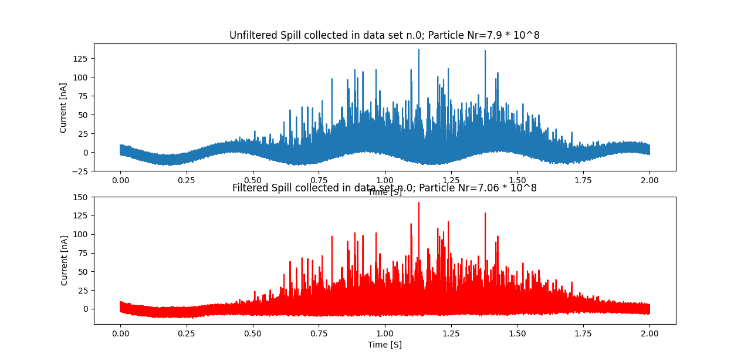 Unfiltered Spill collected in data set n.0; Particle Nr=7.9 * 10^8
Current [nA]
125
100
75
50
25
0
−25
0.00 0.25 0.50 0.75 1.00 1.25 1.50 1.75 2.00
Time [S]
Filtered Spill collected in data set n.0; Particle Nr=7.06 * 10^8
Current [nA]
150
125
100
75
50
25
0
0.00 0.25 0.50 0.75 1.00 1.25 1.50 1.75 2.00
Time [S]